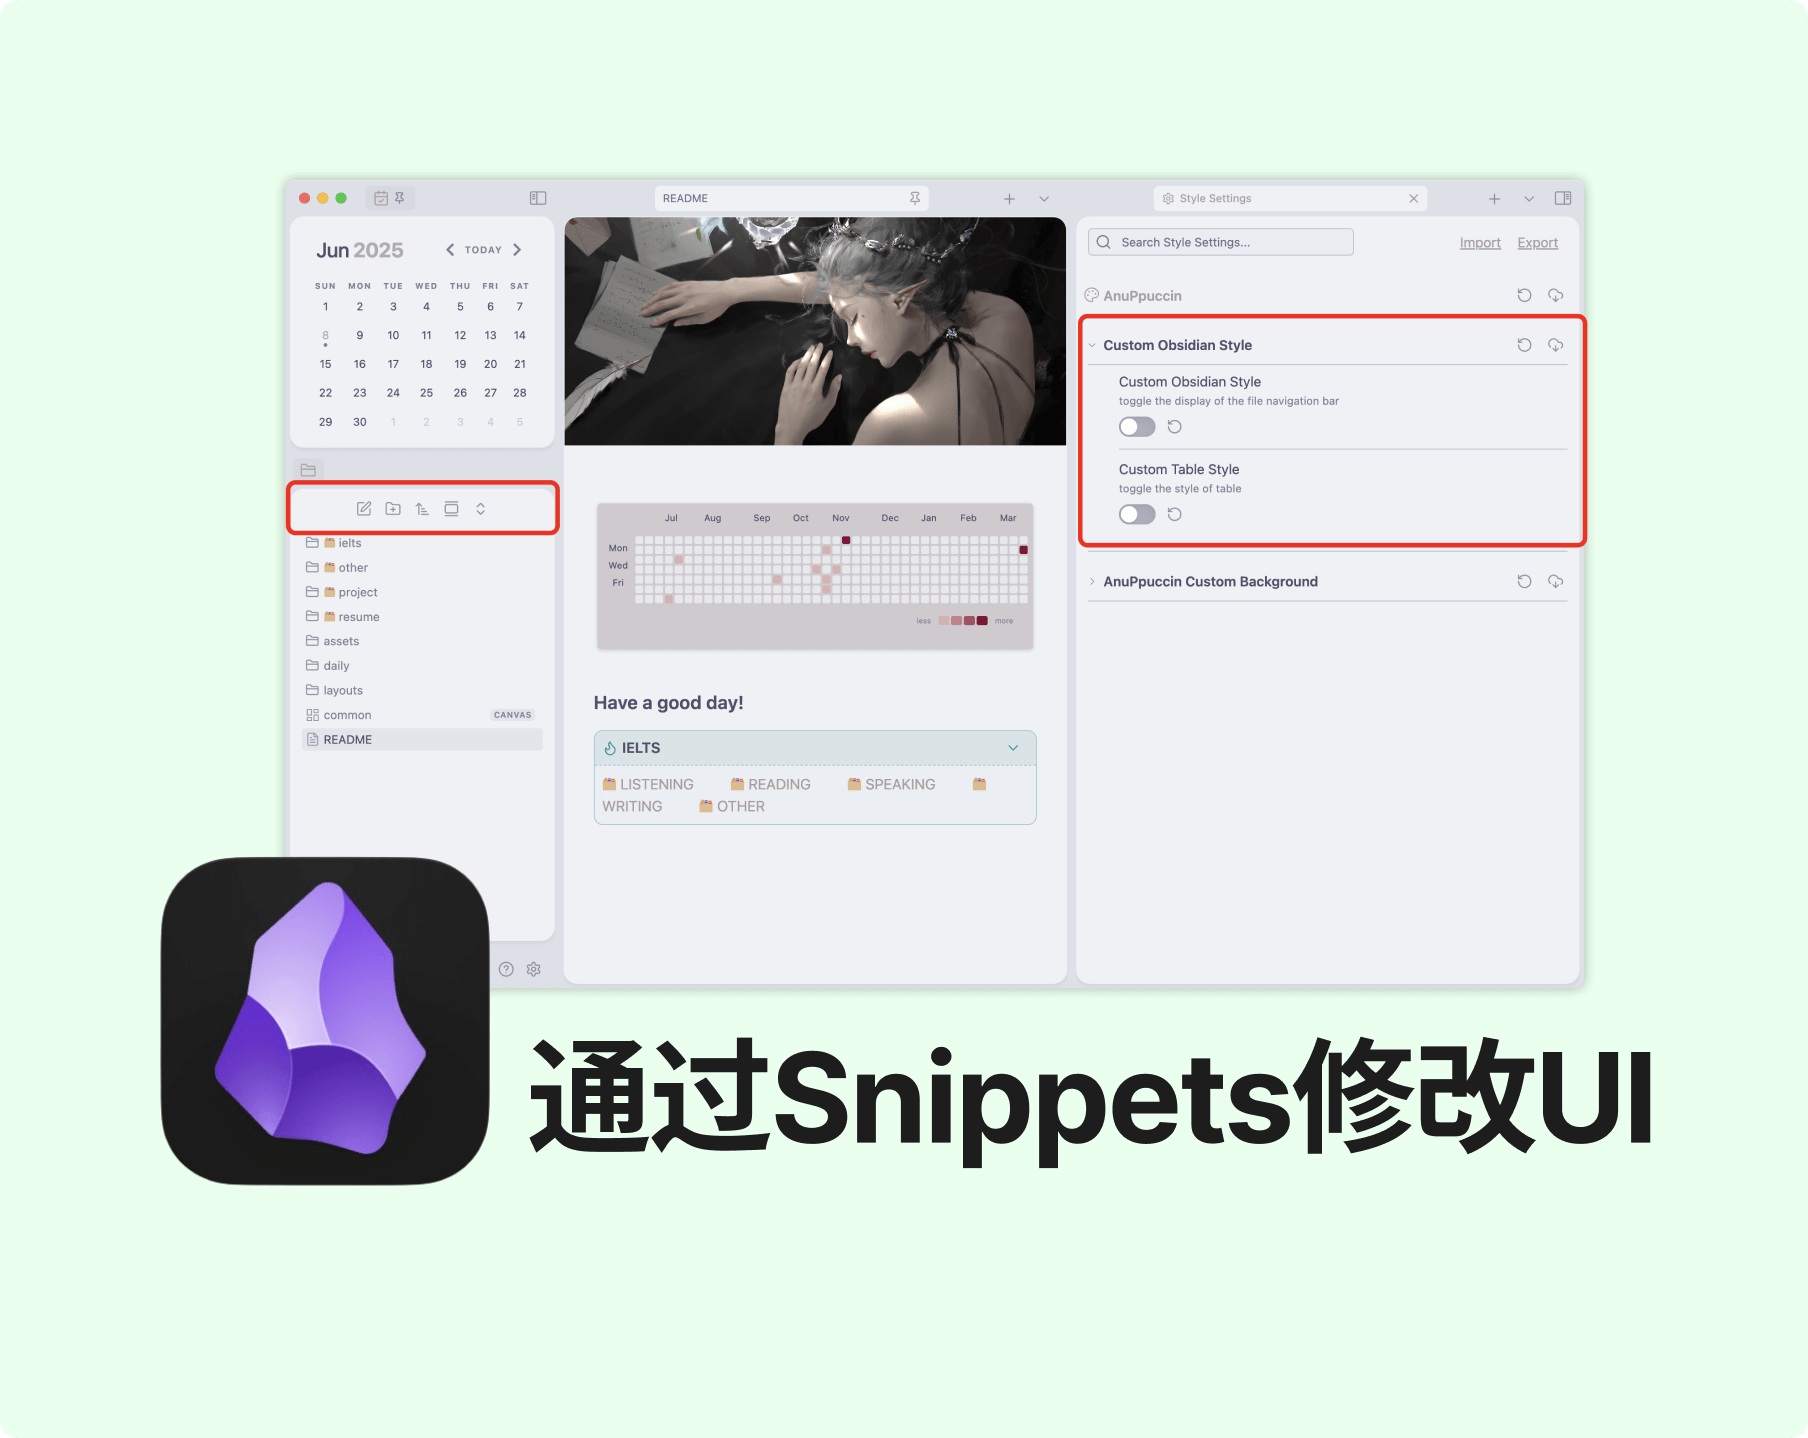 README
Style Settings
Jun 2025
TODAY
SUN MON TUE WED THU FRI SAT
1 2 3 4 5 6 7
8 9 10 11 12 13 14
15 16 17 18 19 20 21
22 23 24 25 26 27 28
29 30 1 2 3 4 5
ielts
other
project
resume
assets
daily
layouts
common CANVAS
README
Jul Aug Sep Oct Nov Dec Jan Feb Mar
Mon
Wed
Fri
less more
Have a good day!
IELTS
LISTENING READING SPEAKING
WRITING OTHER
Search Style Settings...
Import Export
AnuPpuccin
Custom Obsidian Style
Custom Obsidian Style
toggle the display of the file navigation bar
Custom Table Style
toggle the style of table
AnuPpuccin Custom Background
通过Snippets修改UI